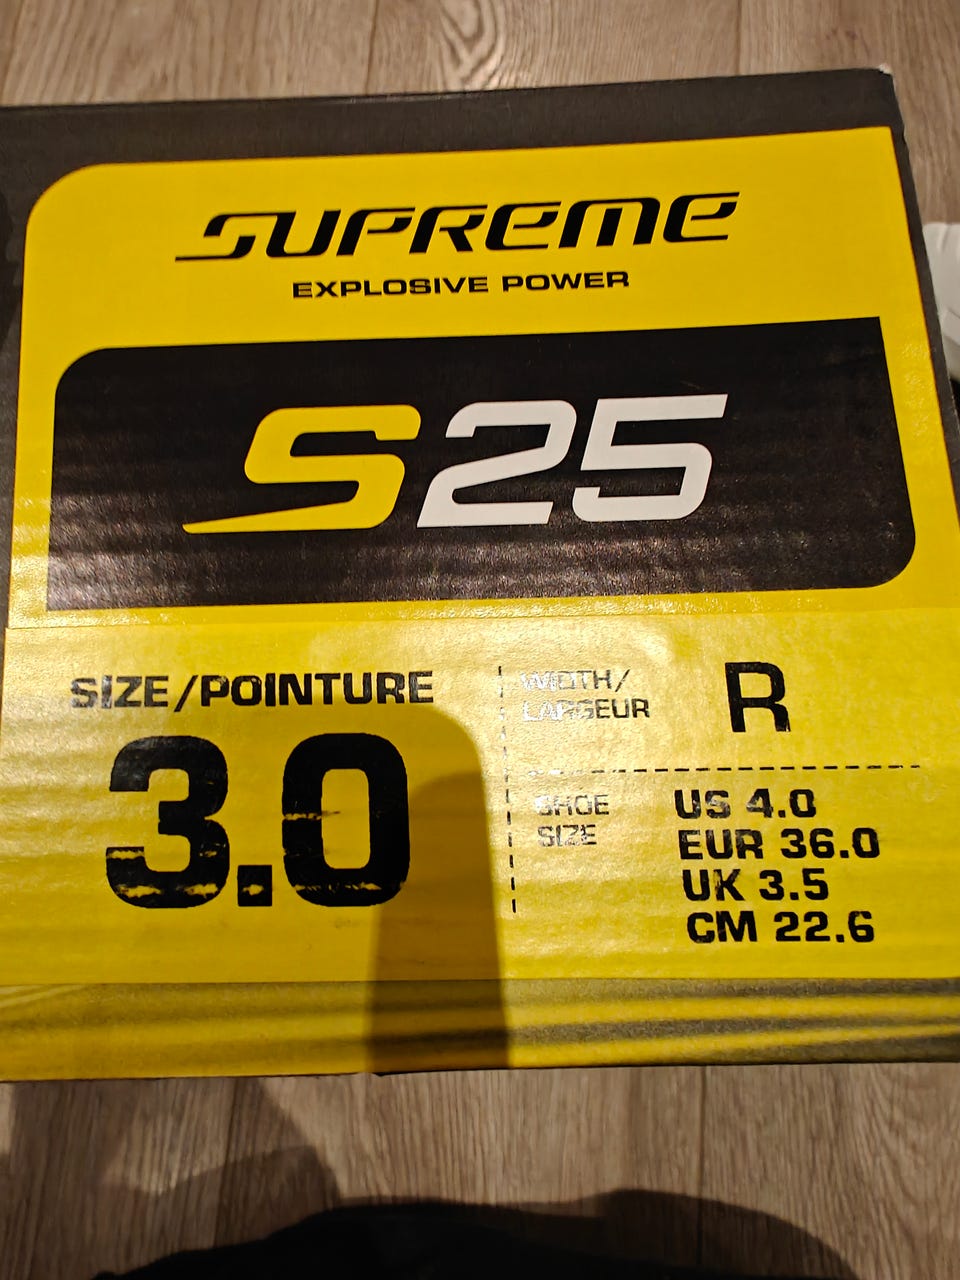 SUPREME
EXPLOSIVE POWER
S25
SIZE/POINTURE
3.0
WIDTH/
LARGEUR
R
SHOE
SIZE
US 4.0
EUR 36.0
UK 3.5
CM 22.6